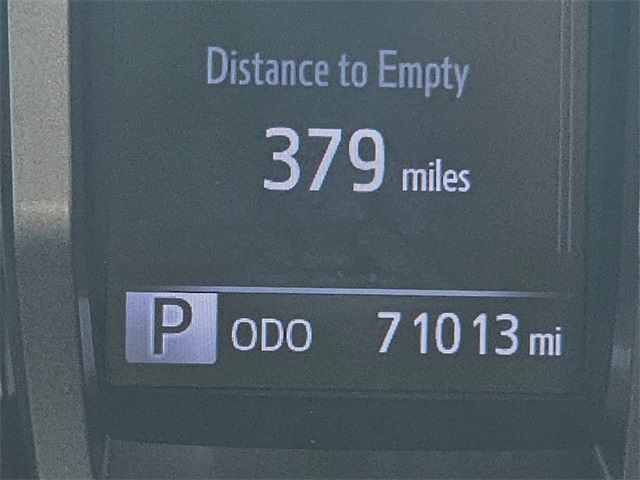 Distance to Empty
379 miles
P ODO 71013 mi